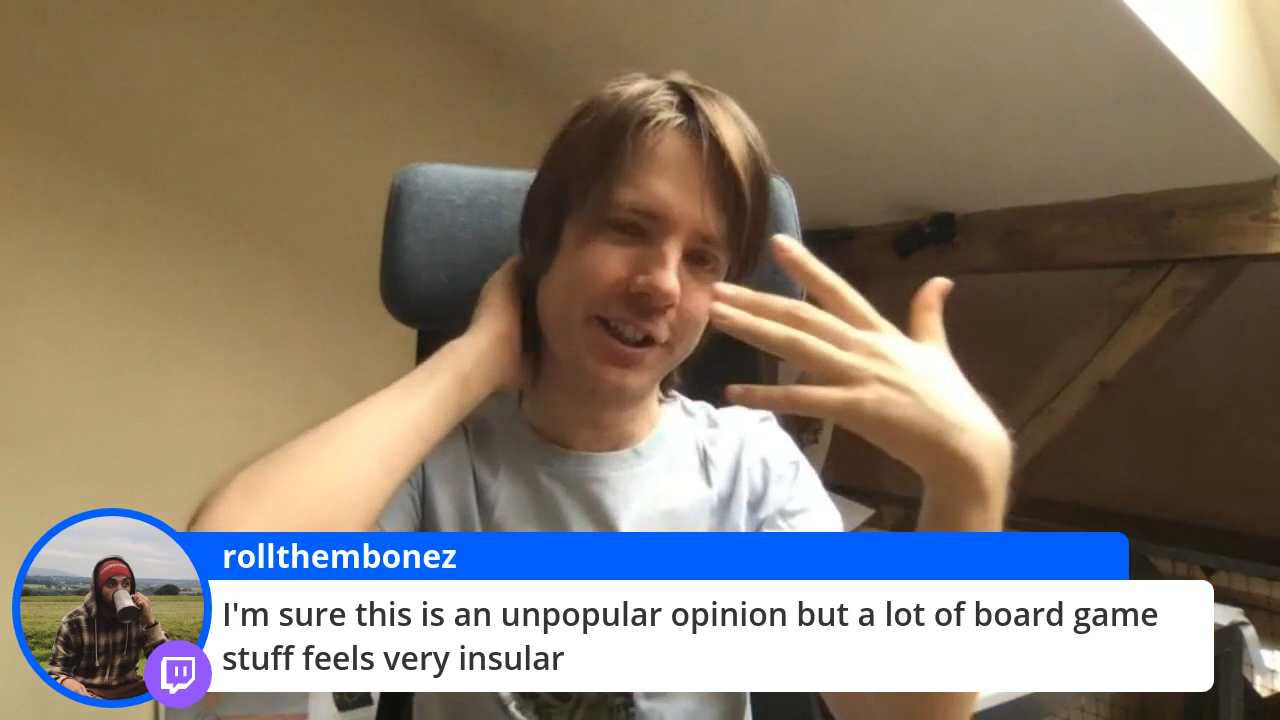 rollthembonez
I'm sure this is an unpopular opinion but a lot of board game
stuff feels very insular